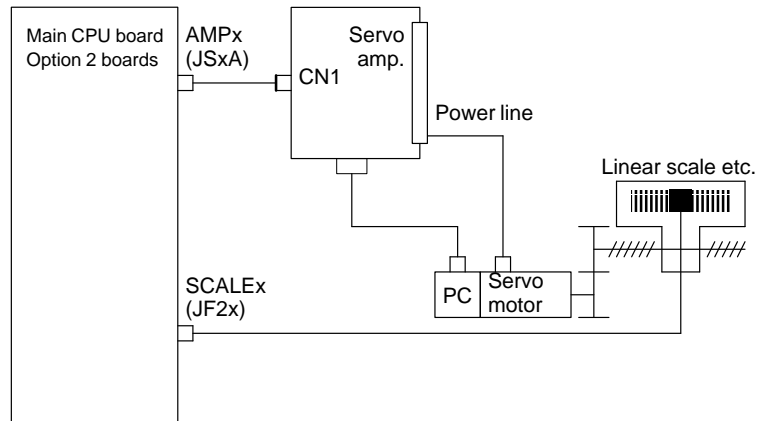 Main CPU board
Option 2 boards
AMPx
(JSxA)
CN1
Servo
amp.
Power line
Linear scale etc.
SCALEx
(JF2x)
PC
Servo
motor